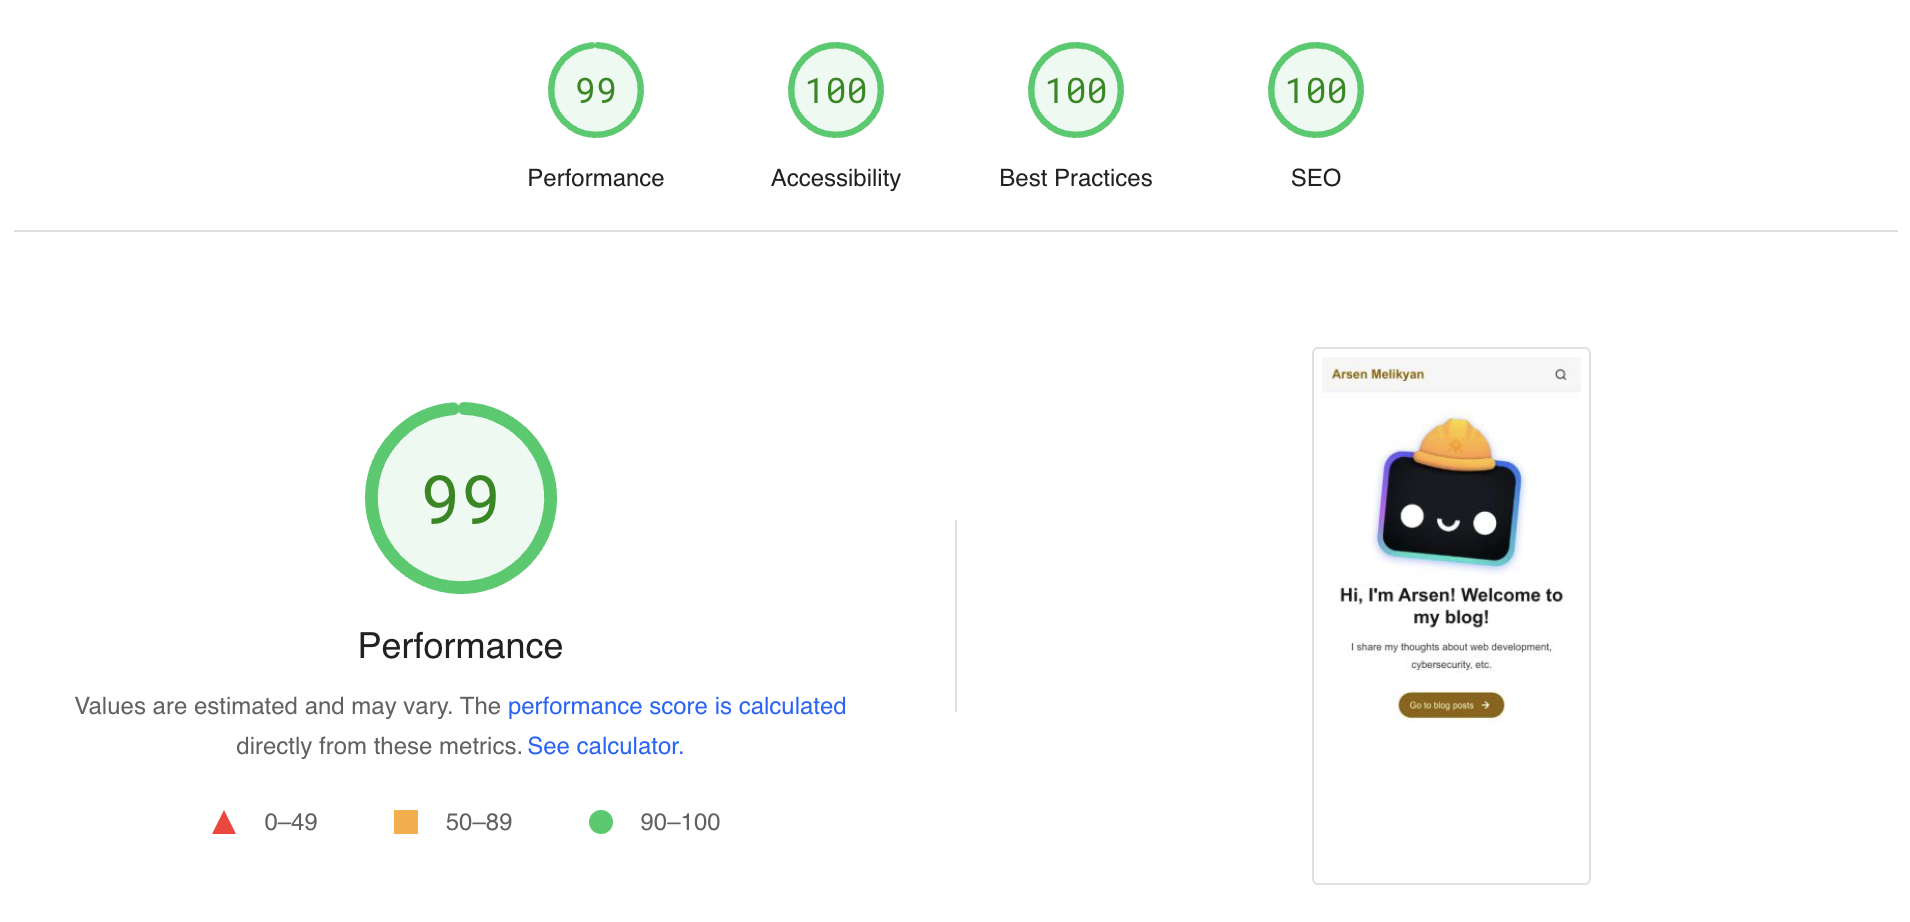 99
100
100
100
Performance
Accessibility
Best Practices
SEO
99
Performance
Values are estimated and may vary. The performance score is calculated
directly from these metrics. See calculator.
0–49
50–89
90–100
Arsen Melikyan
Hi, I'm Arsen! Welcome to
my blog!
I share my thoughts about web development,
cybersecurity, etc.
Go to blog posts